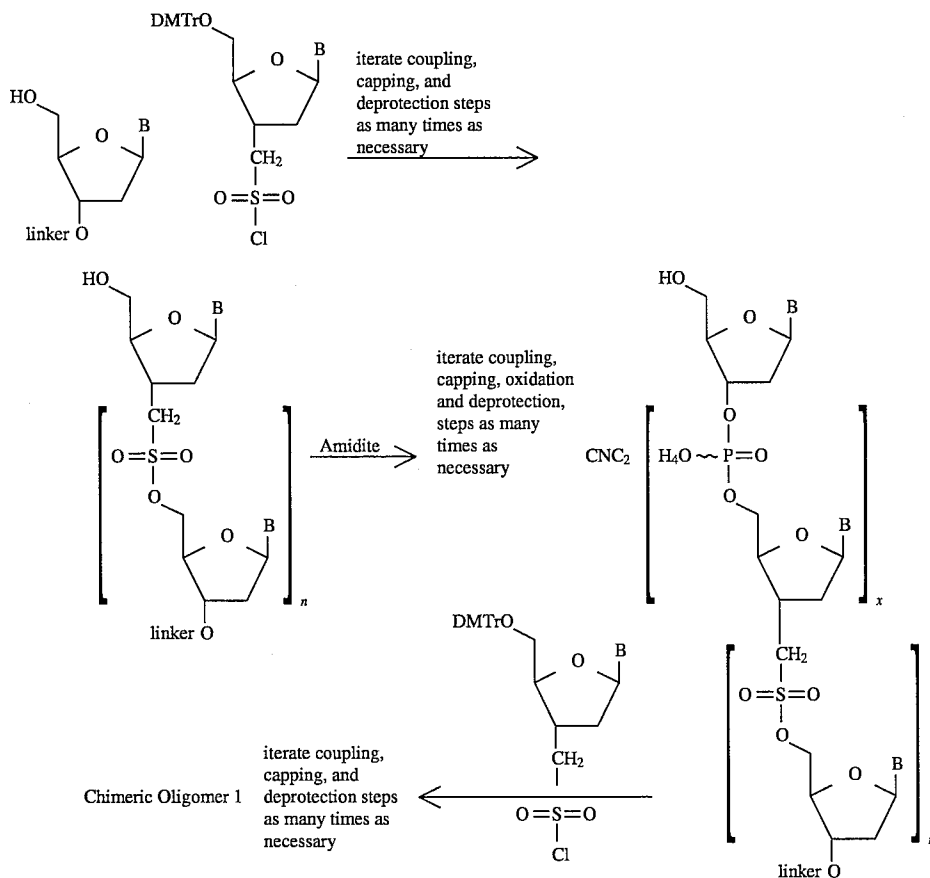 DMTrO
O
B
iterate coupling,
capping, and
deprotection steps
as many times as
necessary
HO
O
B
CH2
O=S=O
Cl
linker O
HO
O
B
CH2
O=S=O
O
O
B
linker O
n
Amidite
iterate coupling,
capping, oxidation
and deprotection,
steps as many
times as
necessary
HO
O
B
O
CNC2
H4O~P=O
O
O
B
x
CH2
O=S=O
O
O
B
linker O
DMTrO
O
B
CH2
O=S=O
Cl
iterate coupling,
capping, and
deprotection steps
as many times as
necessary
Chimeric Oligomer 1